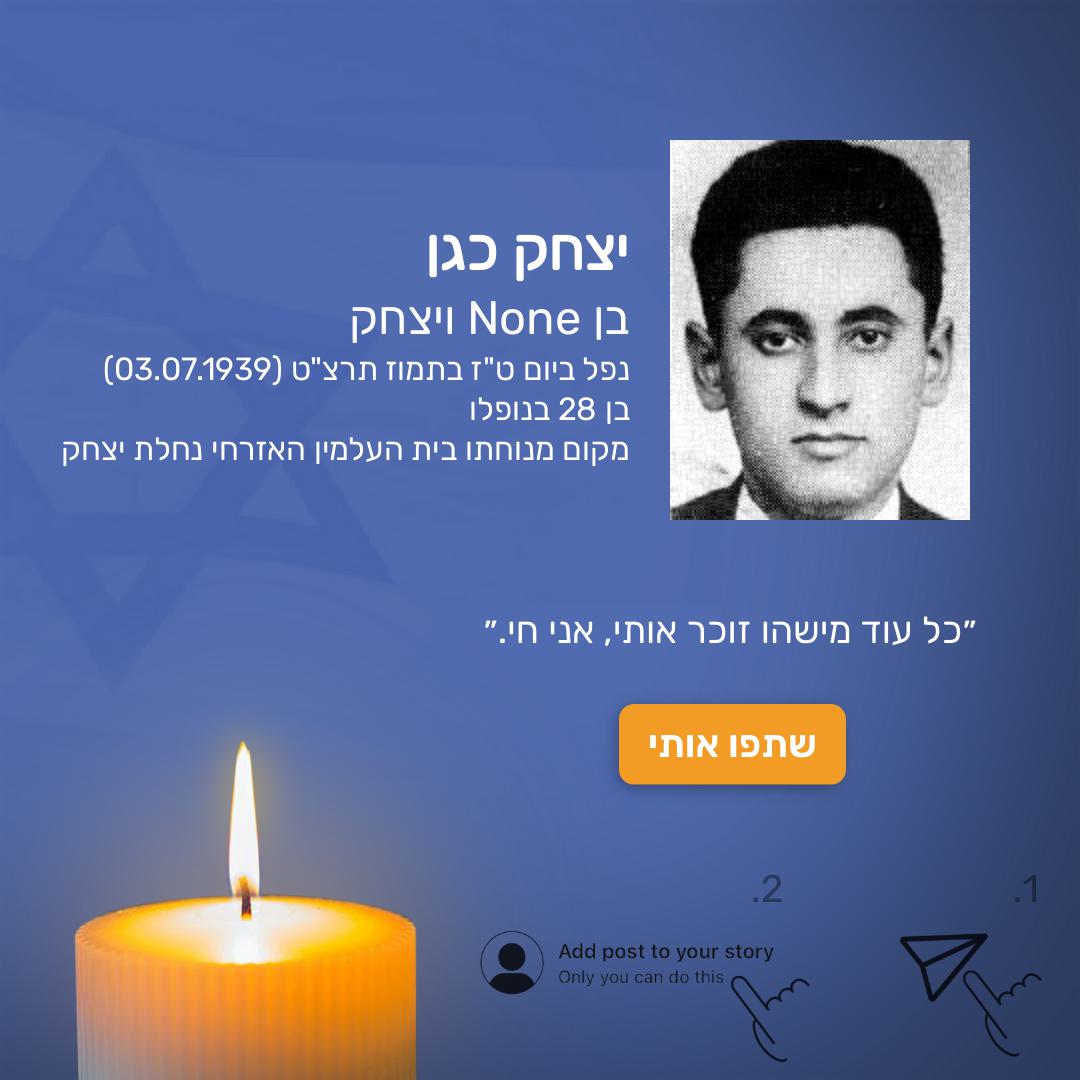 יצחק כגן
בן None ויצחק
נפל ביום ט"ז בתמוז תרצ"ט (03.07.1939)
בן 28 בנופלו
מקום מנוחתו בית העלמין האזרחי נחלת יצחק
״כל עוד מישהו זוכר אותי, אני חי.״
שתפו אותי
.1
.2
Add post to your story
Only you can do this